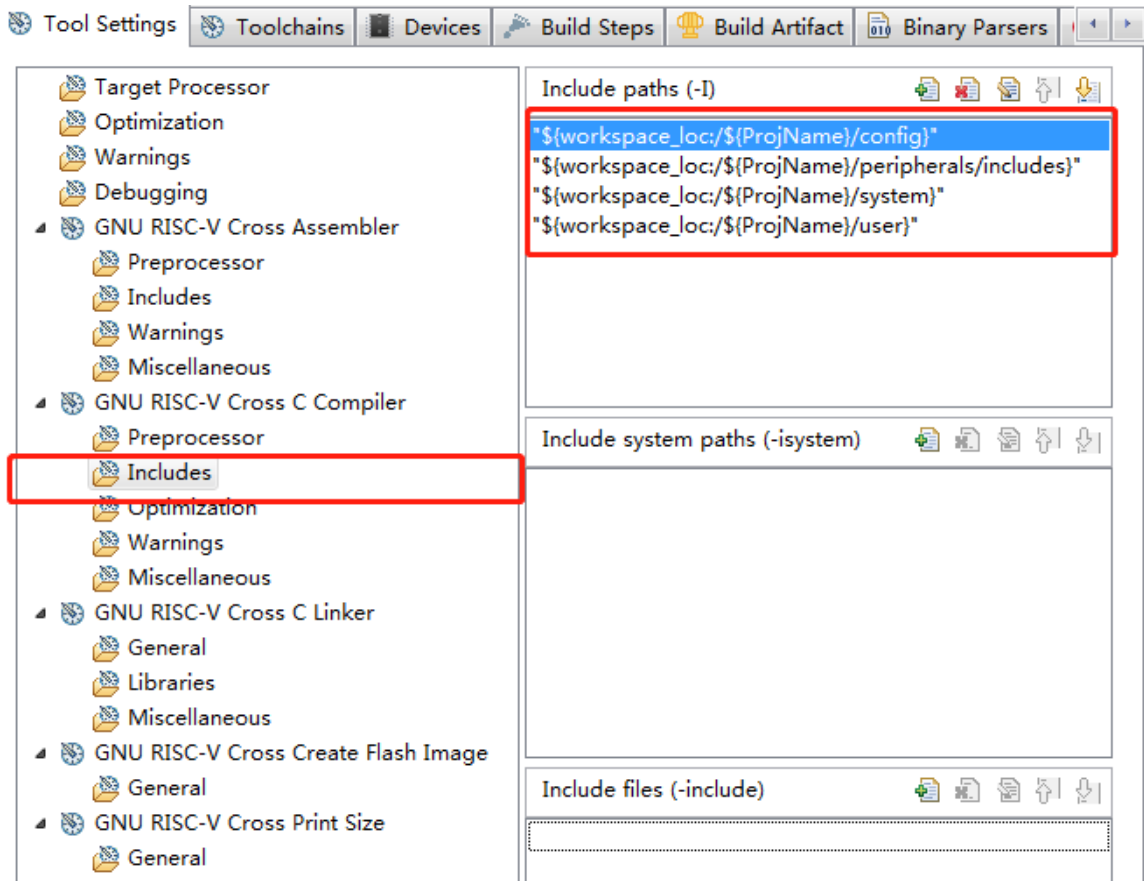 Tool Settings
Toolchains
Devices
Build Steps
Build Artifact
Binary Parsers
Target Processor
Optimization
Warnings
Debugging
GNU RISC-V Cross Assembler
Preprocessor
Includes
Warnings
Miscellaneous
GNU RISC-V Cross C Compiler
Preprocessor
Includes
Optimization
Warnings
Miscellaneous
GNU RISC-V Cross C Linker
General
Libraries
Miscellaneous
GNU RISC-V Cross Create Flash Image
General
GNU RISC-V Cross Print Size
General
Include paths (-I)
"${workspace_loc:/${ProjName}/config}"
"${workspace_loc:/${ProjName}/peripherals/includes}"
"${workspace_loc:/${ProjName}/system}"
"${workspace_loc:/${ProjName}/user}"
Include system paths (-isystem)
Include files (-include)